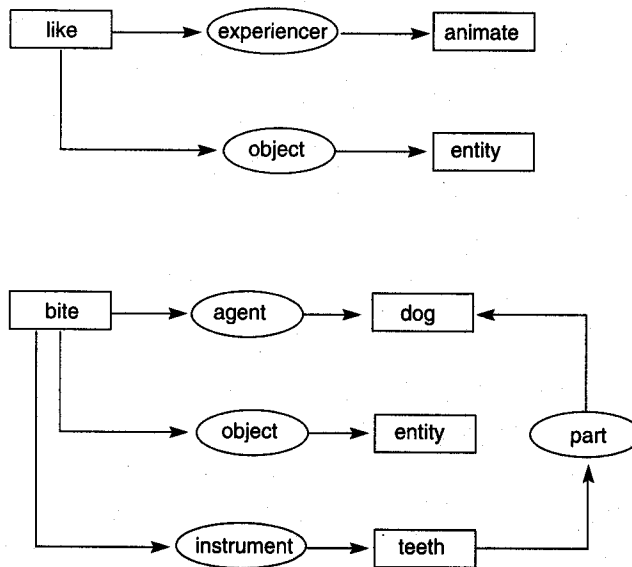 like experiencer animate
object entity
bite agent dog
object entity part
instrument teeth